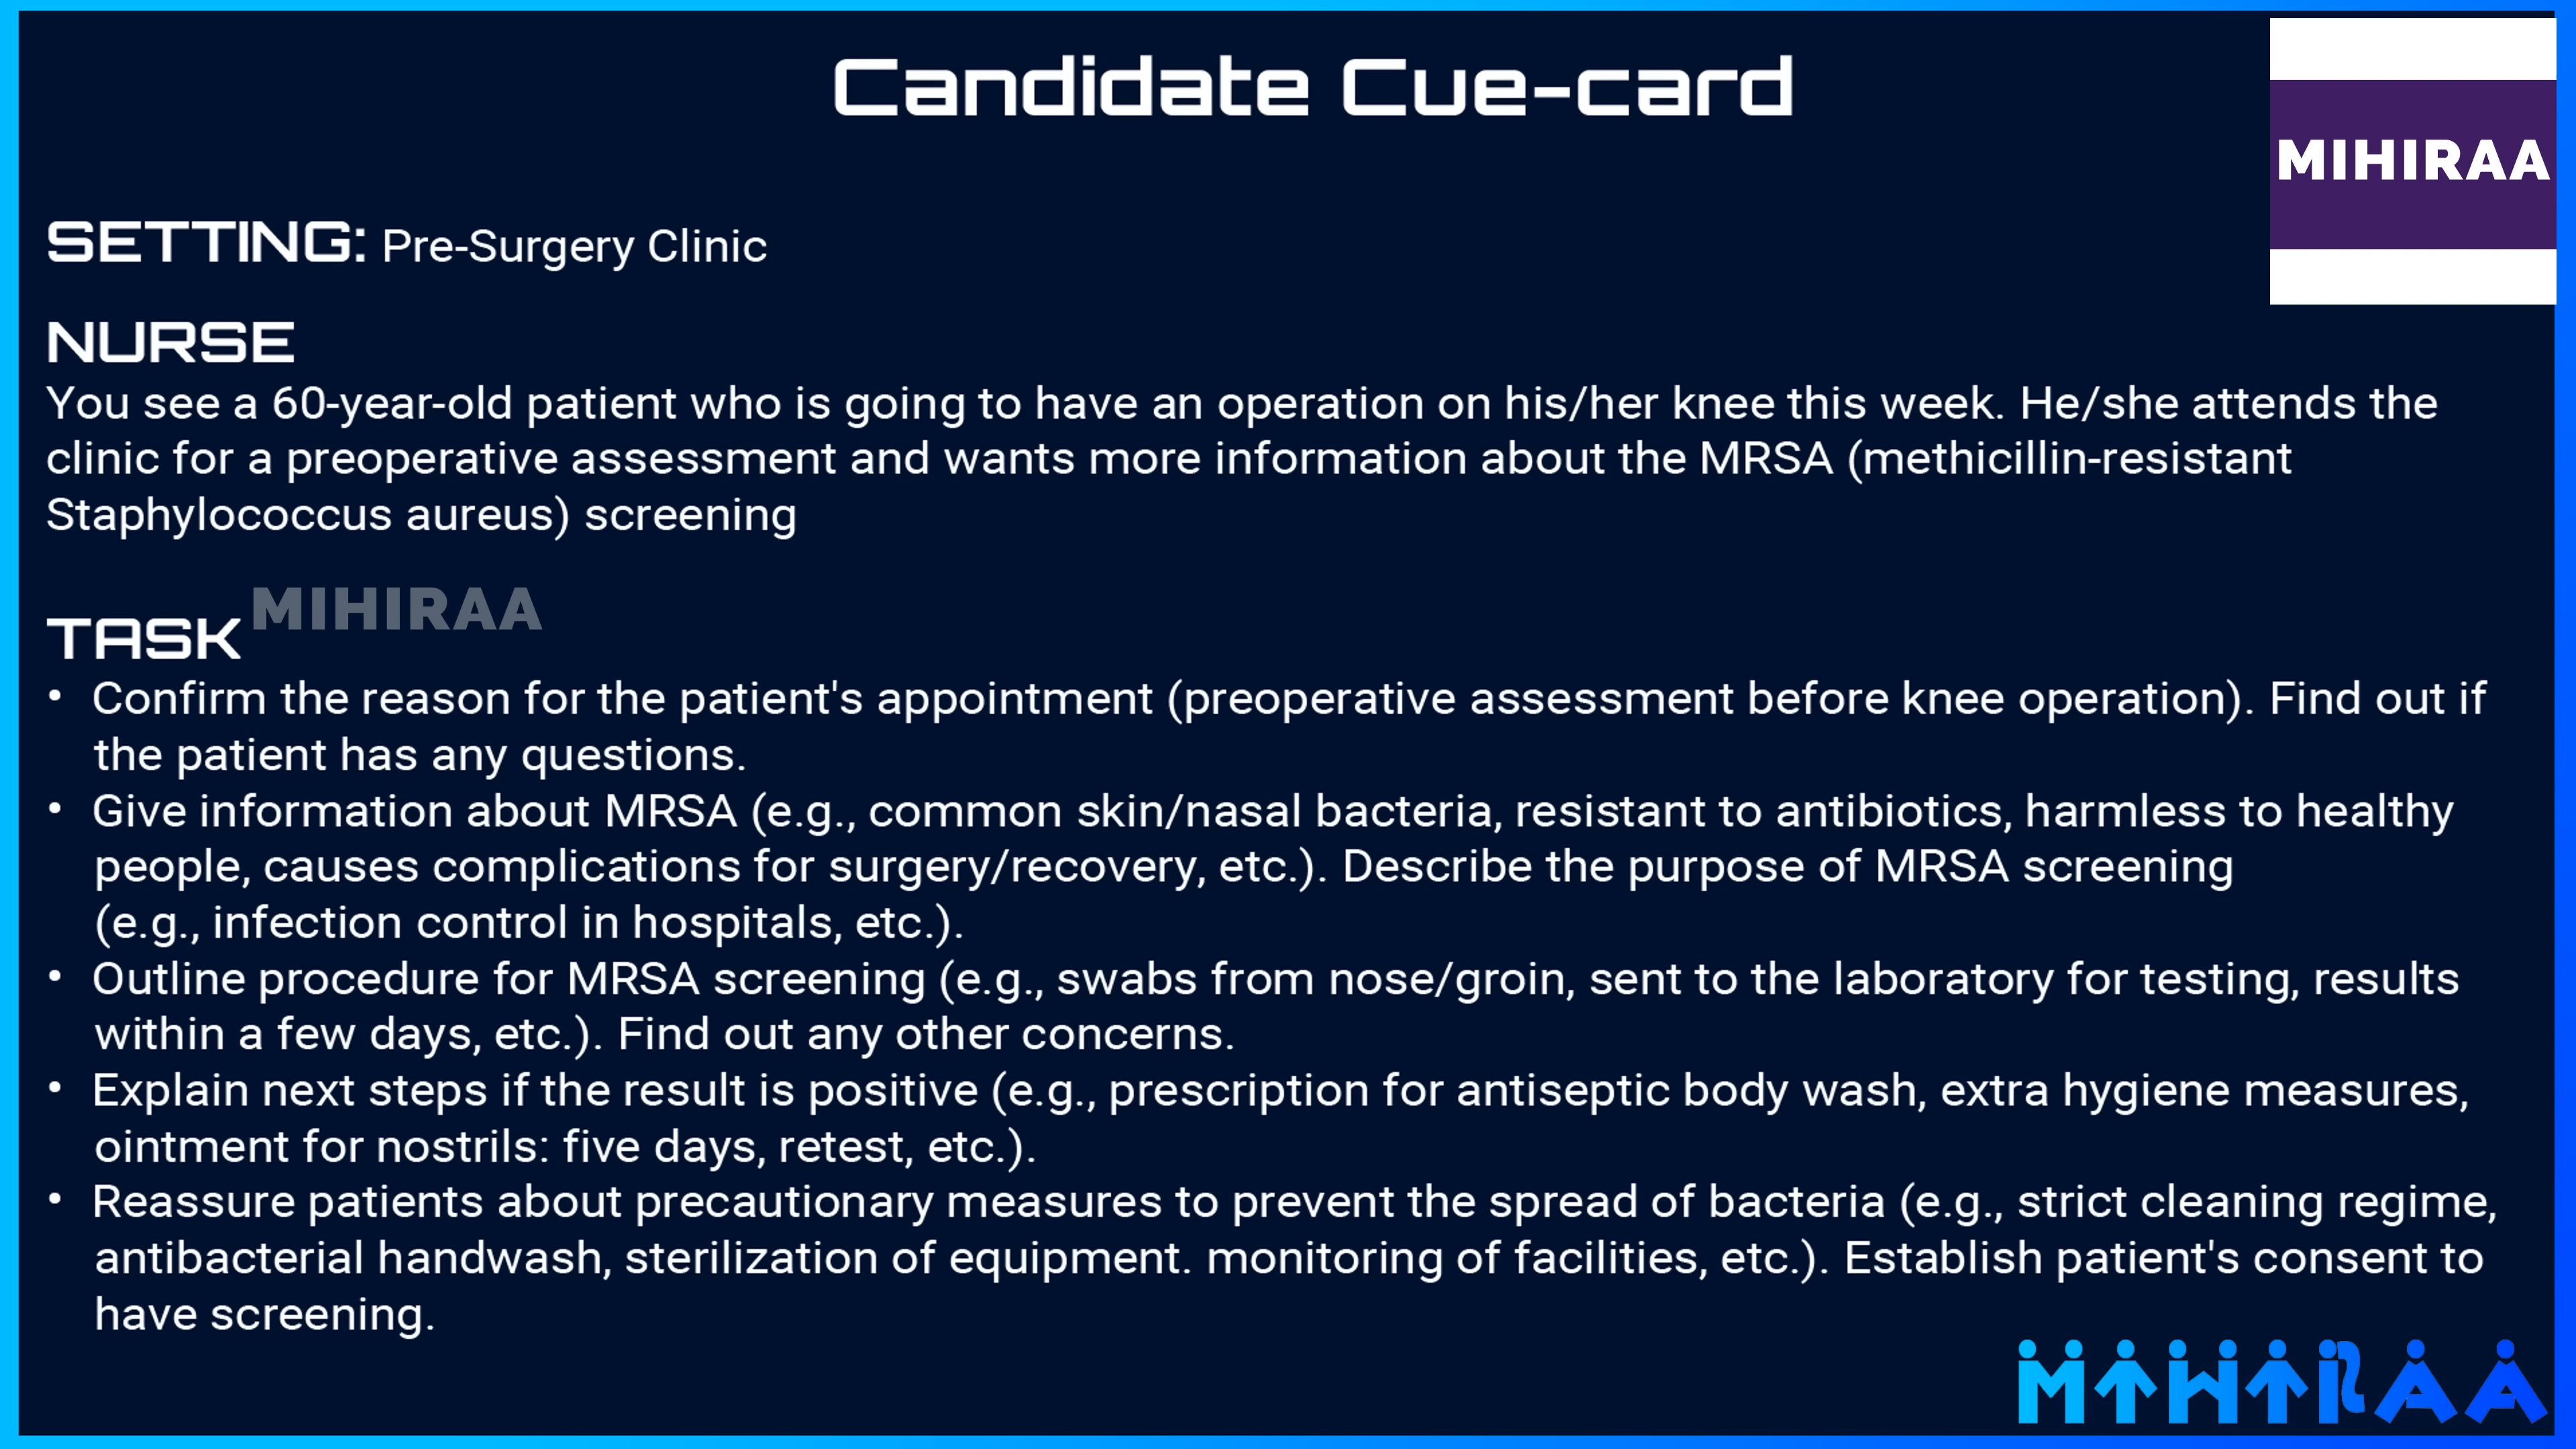 Candidate Cue-card
MIHIRAA
SETTING: Pre-Surgery Clinic
NURSE
You see a 60-year-old patient who is going to have an operation on his/her knee this week. He/she attends the
clinic for a preoperative assessment and wants more information about the MRSA (methicillin-resistant
Staphylococcus aureus) screening
MIHIRAA
TASK
• Confirm the reason for the patient's appointment (preoperative assessment before knee operation). Find out if
the patient has any questions.
• Give information about MRSA (e.g., common skin/nasal bacteria, resistant to antibiotics, harmless to healthy
people, causes complications for surgery/recovery, etc.). Describe the purpose of MRSA screening
(e.g., infection control in hospitals, etc.).
• Outline procedure for MRSA screening (e.g., swabs from nose/groin, sent to the laboratory for testing, results
within a few days, etc.). Find out any other concerns.
• Explain next steps if the result is positive (e.g., prescription for antiseptic body wash, extra hygiene measures,
ointment for nostrils: five days, retest, etc.).
• Reassure patients about precautionary measures to prevent the spread of bacteria (e.g., strict cleaning regime,
antibacterial handwash, sterilization of equipment. monitoring of facilities, etc.). Establish patient's consent to
have screening.
MIHIRAA